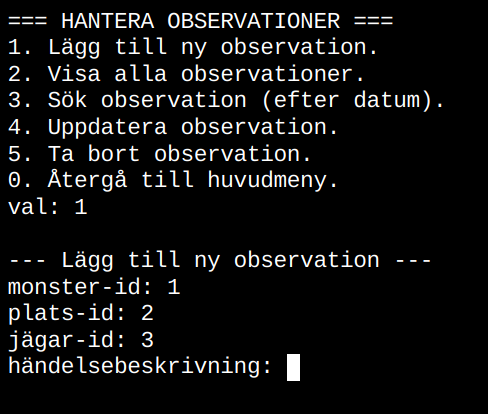 === HANTERA OBSERVATIONER ===
1. Lägg till ny observation.
2. Visa alla observationer.
3. Sök observation (efter datum).
4. Uppdatera observation.
5. Ta bort observation.
0. Återgå till huvudmeny.
val: 1
--- Lägg till ny observation ---
monster-id: 1
plats-id: 2
jägar-id: 3
händelsebeskrivning: